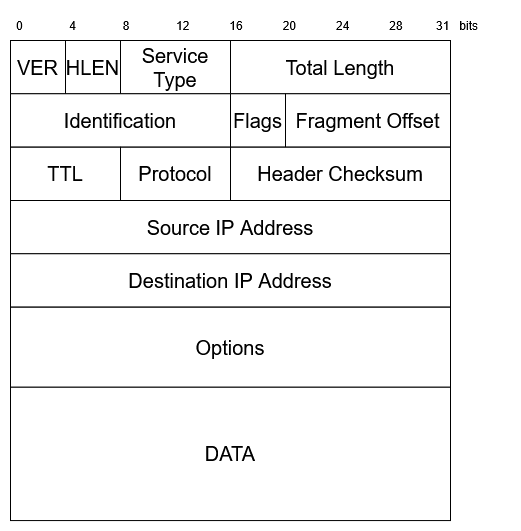 0 4 8 12 16 20 24 28 31 bits
VER HLEN Service Type Total Length
Identification Flags Fragment Offset
TTL Protocol Header Checksum
Source IP Address
Destination IP Address
Options
DATA